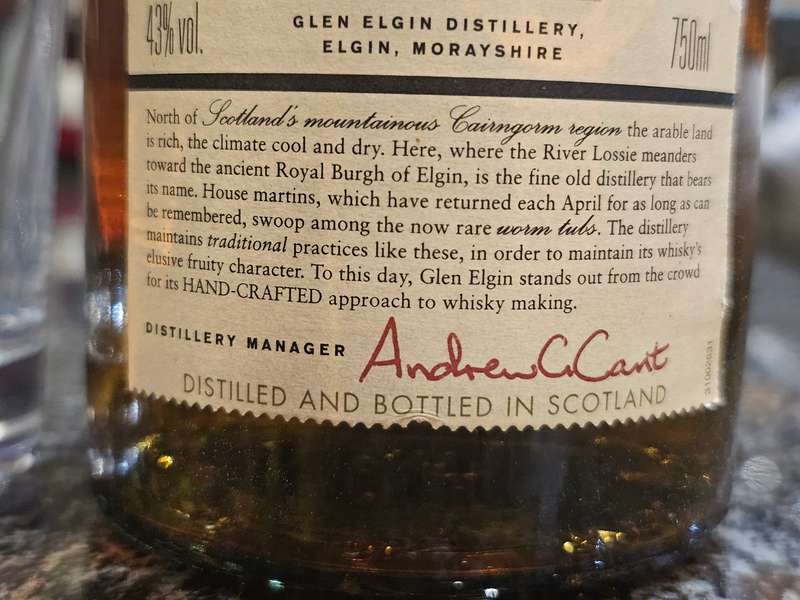 43% vol.
GLEN ELGIN DISTILLERY,
ELGIN, MORAYSHIRE
750ml
North of Scotland's mountainous Cairngorm region the arable land
is rich, the climate cool and dry. Here, where the River Lossie meanders
toward the ancient Royal Burgh of Elgin, is the fine old distillery that bears
its name. House martins, which have returned each April for as long as can
be remembered, swoop among the now rare worm tubs. The distillery
maintains traditional practices like these, in order to maintain its whisky's
elusive fruity character. To this day, Glen Elgin stands out from the crowd
for its HAND-CRAFTED approach to whisky making.
DISTILLERY MANAGER Andrew C. Cant
DISTILLED AND BOTTLED IN SCOTLAND